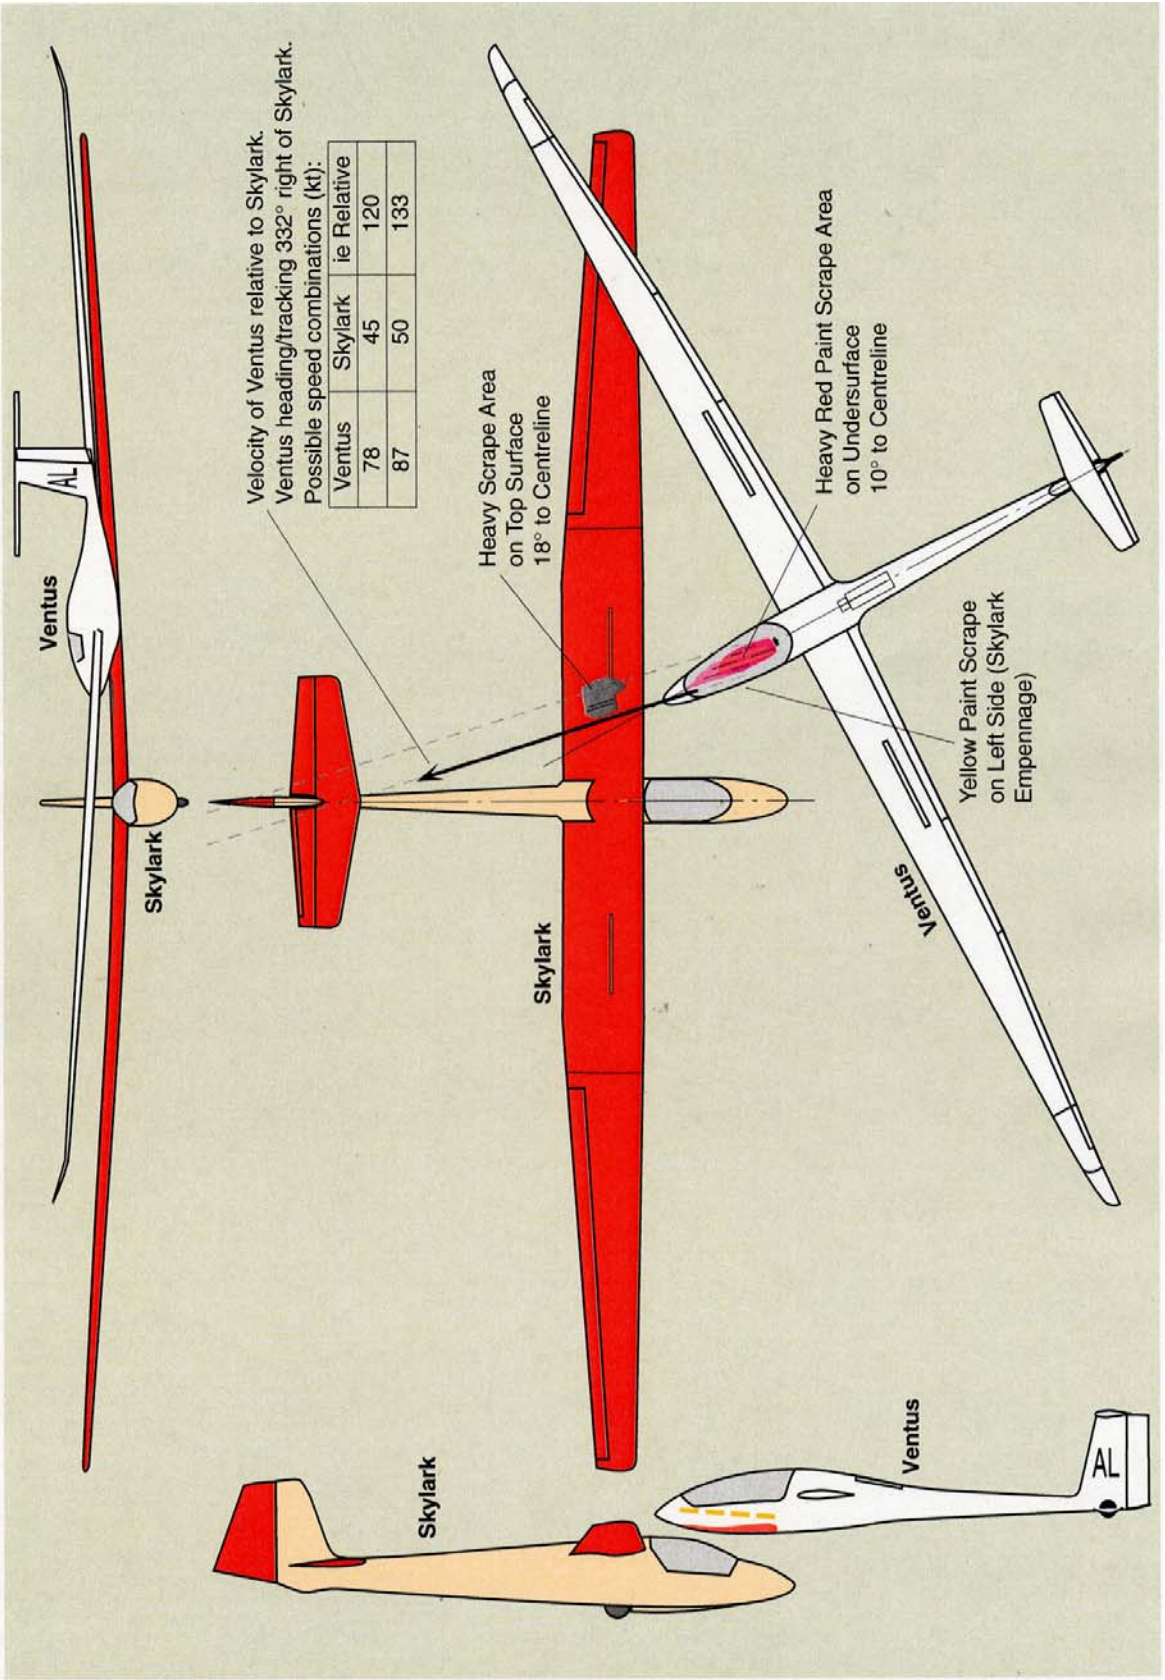 Ventus
AL
Skylark
Velocity of Ventus relative to Skylark.
Ventus heading/tracking 332° right of Skylark.
Possible speed combinations (kt):
Ventus Skylark ie Relative
78 45 120
87 50 133
Heavy Scrape Area
on Top Surface
18° to Centreline
Skylark
Heavy Red Paint Scrape Area
on Undersurface
10° to Centreline
Yellow Paint Scrape
on Left Side (Skylark
Empennage)
Ventus
Skylark
Ventus
AL